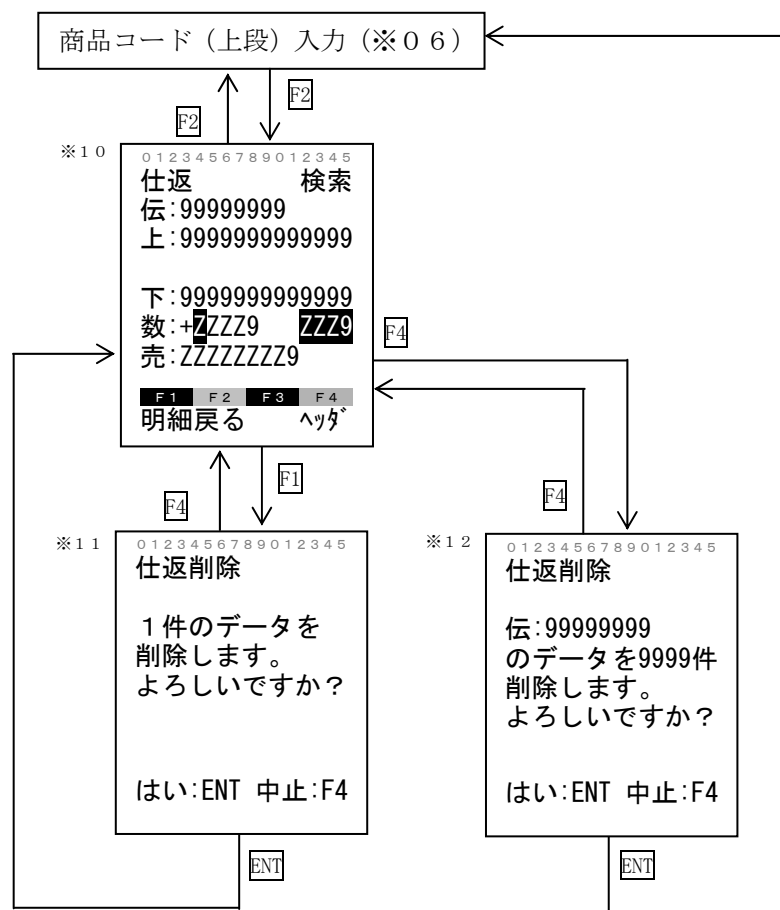 商品コード（上段）入力（※０６）
F2
F2
※１０
0123456789012345
仕返 検索
伝:99999999
上:9999999999999
下:9999999999999
数:+ZZZZ9 ZZZ9
売:ZZZZZZZZ9
F1 F2 F3 F4
明細戻る ﾍｯﾀﾞ
F4
F4
F1
F4
※１１
0123456789012345
仕返削除
１件のデータを
削除します。
よろしいですか？
はい:ENT 中止:F4
ENT
※１２
0123456789012345
仕返削除
伝:99999999
のデータを9999件
削除します。
よろしいですか？
はい:ENT 中止:F4
ENT